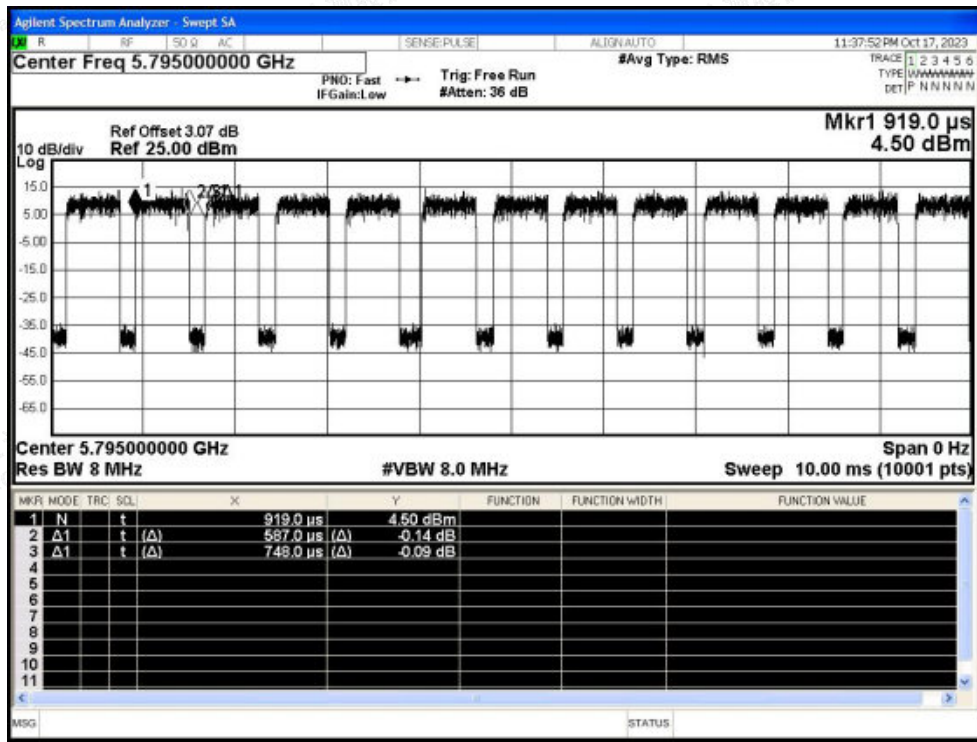 Agilent Spectrum Analyzer - Swept SA
R RF 50 Ω AC SENSE:PULSE ALIGNAUTO 11:37:52 PM Oct 17, 2023
Center Freq 5.795000000 GHz
#Avg Type: RMS
TRACE 1 2 3 4 5 6
TYPE
DET P N N N N N
PNO: Fast
IFGain:Low
Trig: Free Run
#Atten: 36 dB
Mkr1 919.0 µs
4.50 dBm
Ref Offset 3.07 dB
10 dB/div Ref 25.00 dBm
Log
15.0
5.00
-5.00
-15.0
-25.0
-35.0
-45.0
-55.0
-65.0
1
Center 5.795000000 GHz Span 0 Hz
Res BW 8 MHz #VBW 8.0 MHz Sweep 10.00 ms (10001 pts)
MKR MODE TRC SCL X Y FUNCTION FUNCTION WIDTH FUNCTION VALUE
1 N t 919.0 µs 4.50 dBm
2 Δ1 t (Δ) 587.0 µs (Δ) -0.14 dB
3 Δ1 t (Δ) 748.0 µs (Δ) -0.09 dB
4
5
6
7
8
9
10
11
MSG STATUS